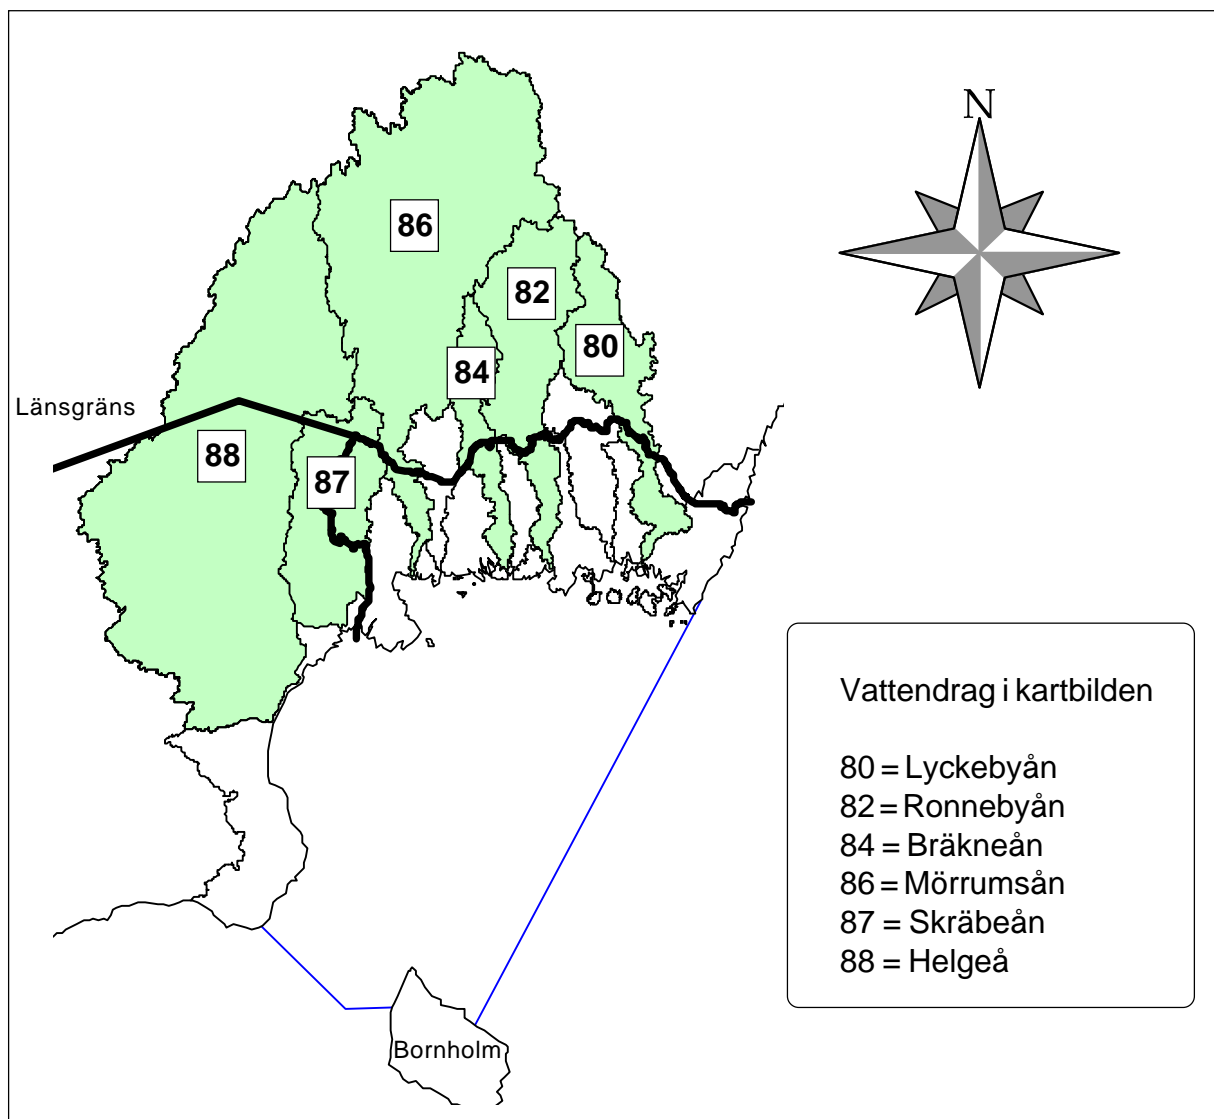 N
86
82
80
84
Länsgräns
88
87
Vattendrag i kartbilden
80 = Lyckebyån
82 = Ronnebyån
84 = Bräkneån
86 = Mörrumsån
87 = Skräbeån
88 = Helgeå
Bornholm